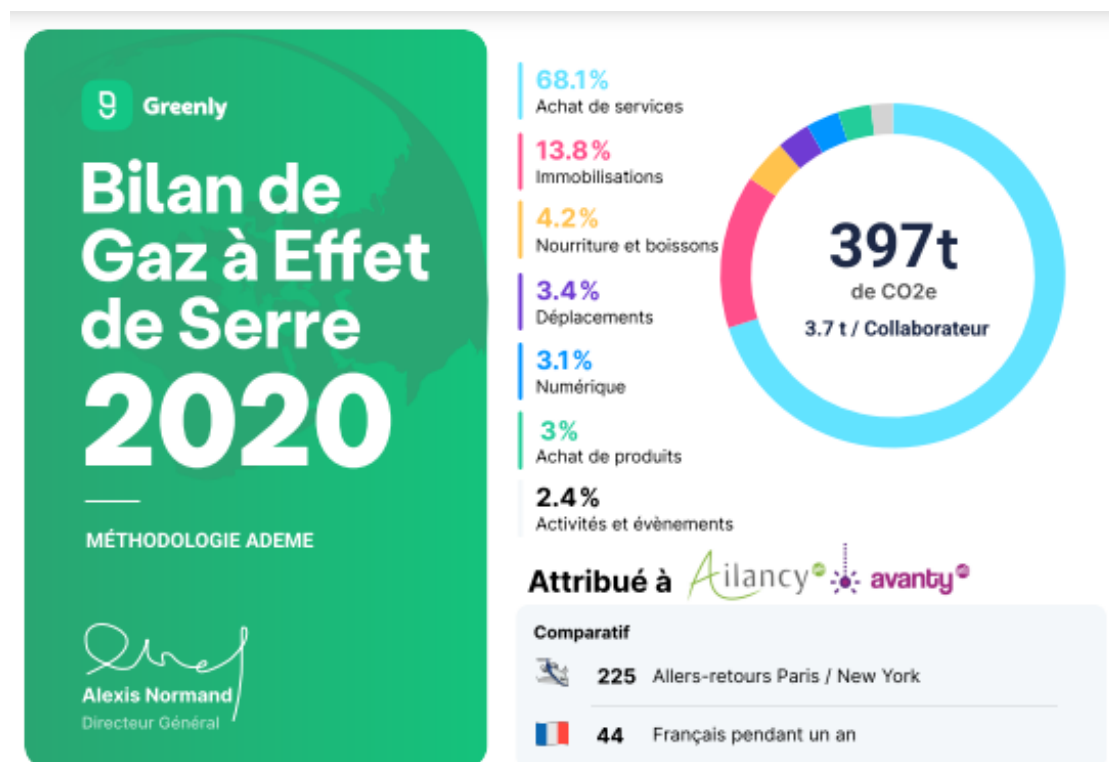 Greenly
Bilan de
Gaz à Effet
de Serre
2020
MÉTHODOLOGIE ADEME
Alexis Normand
Directeur Général
68.1%
Achat de services
13.8%
Immobilisations
4.2%
Nourriture et boissons
3.4%
Déplacements
3.1%
Numérique
3%
Achat de produits
2.4%
Activités et évènements
397t
de CO2e
3.7 t / Collaborateur
Attribué à Ailancy avanty
Comparatif
225 Allers-retours Paris / New York
44 Français pendant un an